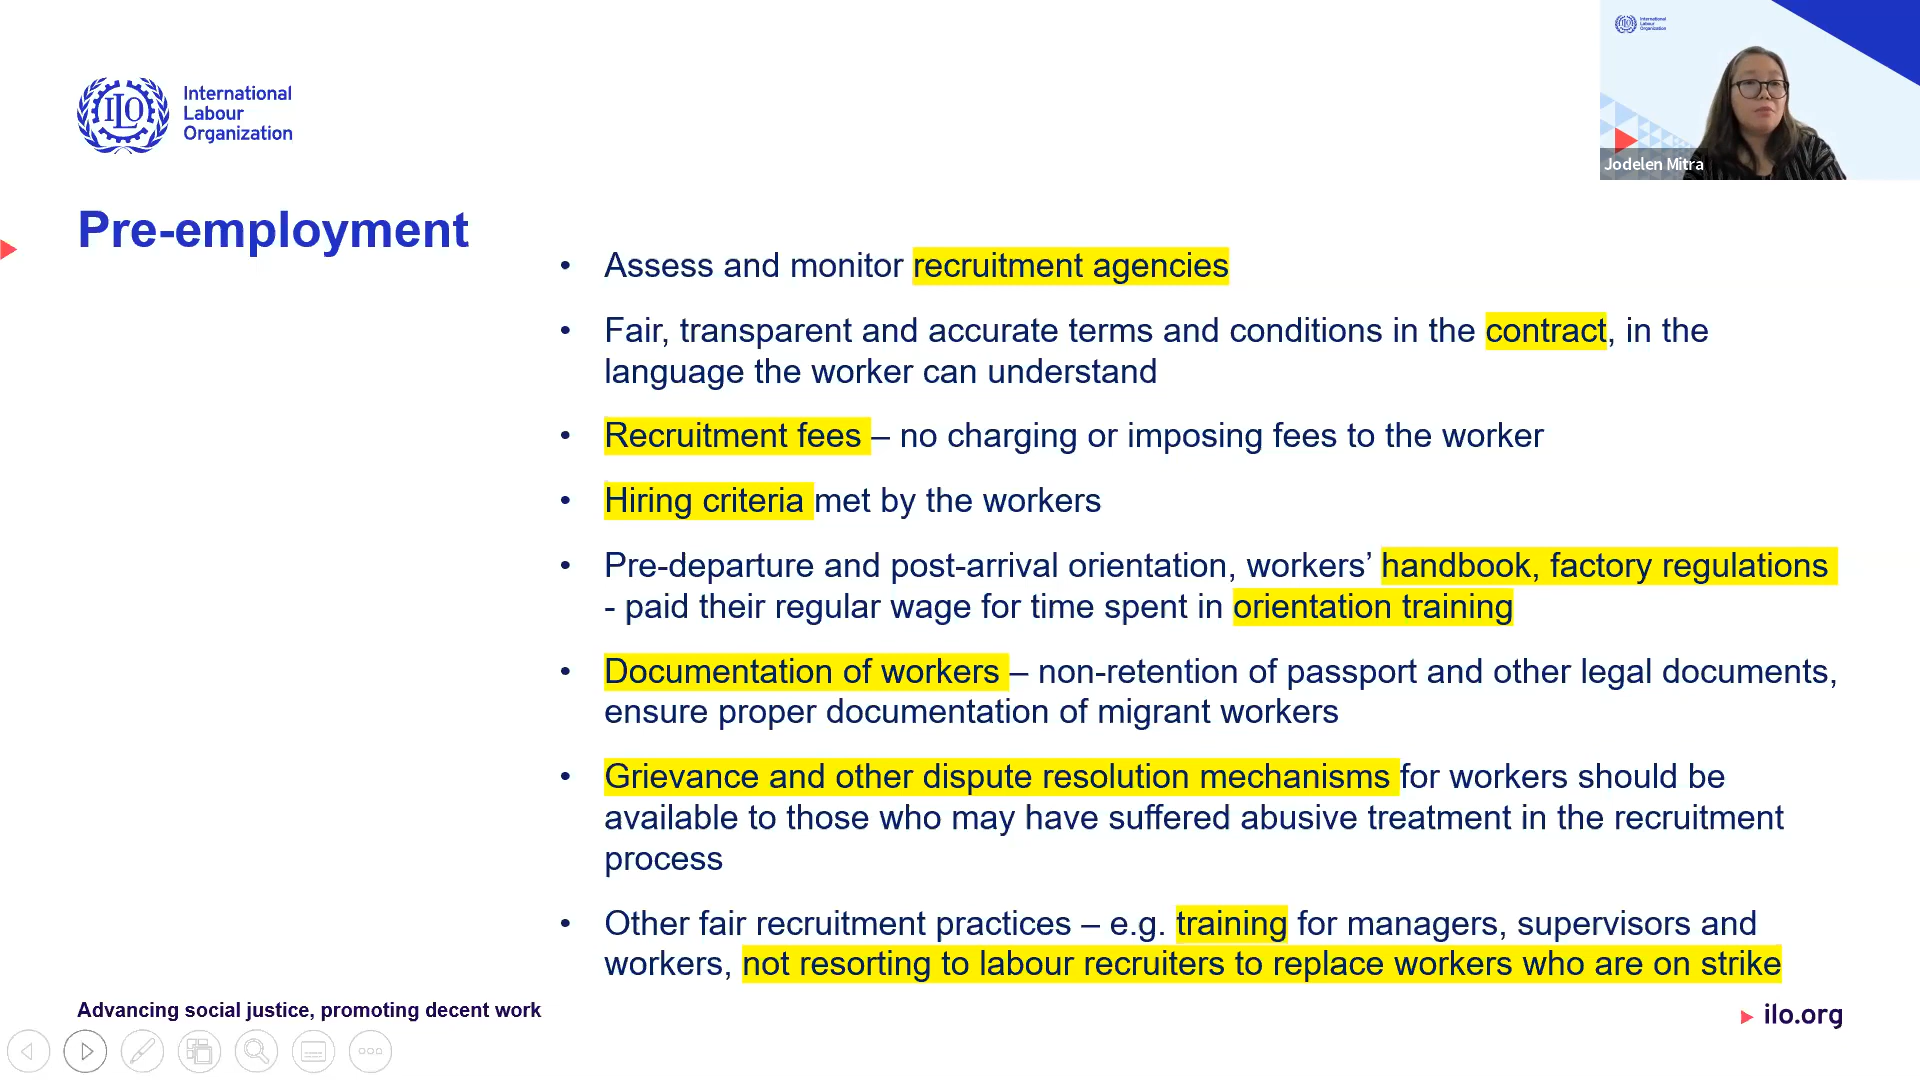 International
Labour
Organization
ILO
International
Labour
Organization
Jodelen Mitra
Pre-employment
• Assess and monitor recruitment agencies
• Fair, transparent and accurate terms and conditions in the contract, in the
language the worker can understand
• Recruitment fees – no charging or imposing fees to the worker
• Hiring criteria met by the workers
• Pre-departure and post-arrival orientation, workers’ handbook, factory regulations
- paid their regular wage for time spent in orientation training
• Documentation of workers – non-retention of passport and other legal documents,
ensure proper documentation of migrant workers
• Grievance and other dispute resolution mechanisms for workers should be
available to those who may have suffered abusive treatment in the recruitment
process
• Other fair recruitment practices – e.g. training for managers, supervisors and
workers, not resorting to labour recruiters to replace workers who are on strike
Advancing social justice, promoting decent work
ilo.org